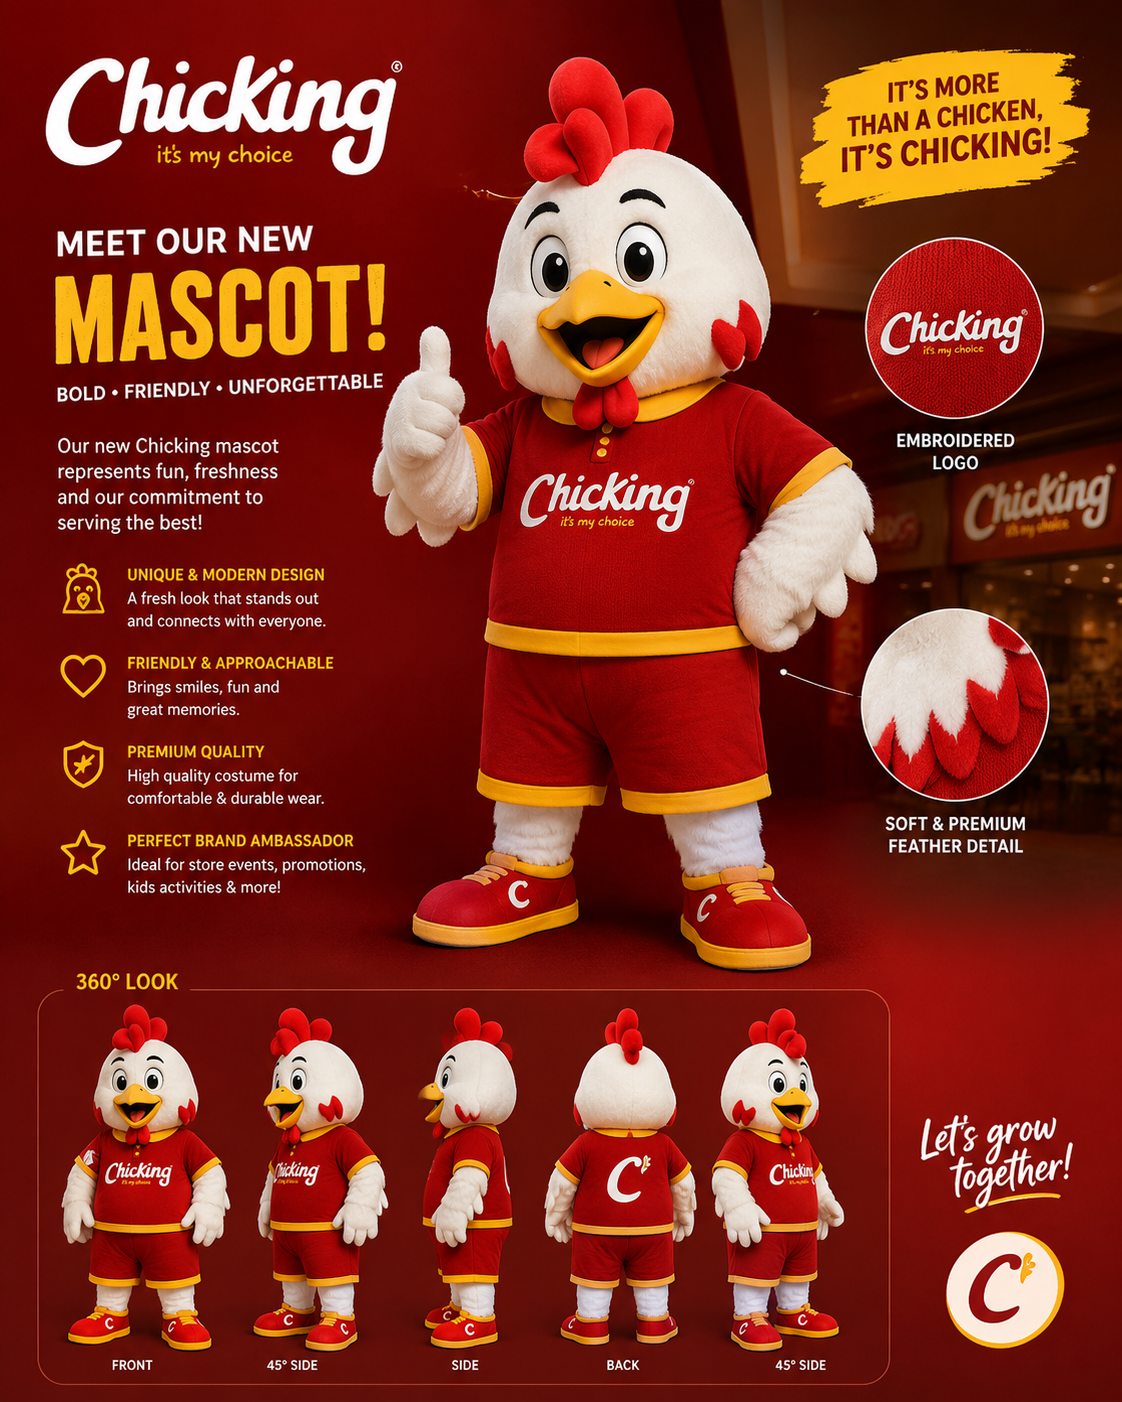 Chicking®
it's my choice
IT'S MORE
THAN A CHICKEN,
IT'S CHICKING!
MEET OUR NEW
MASCOT!
BOLD • FRIENDLY • UNFORGETTABLE
Our new Chicking mascot
represents fun, freshness
and our commitment to
serving the best!
UNIQUE & MODERN DESIGN
A fresh look that stands out
and connects with everyone.
FRIENDLY & APPROACHABLE
Brings smiles, fun and
great memories.
PREMIUM QUALITY
High quality costume for
comfortable & durable wear.
PERFECT BRAND AMBASSADOR
Ideal for store events, promotions,
kids activities & more!
Chicking®
it's my choice
C
C
Chicking®
it's my choice
EMBROIDERED
LOGO
Chicking
it's my choice
SOFT & PREMIUM
FEATHER DETAIL
360° LOOK
Chicking
Chicking
C
Chicking
C
C
C
C
C
C
C
C
FRONT
45° SIDE
SIDE
BACK
45° SIDE
Let's grow
together!
C